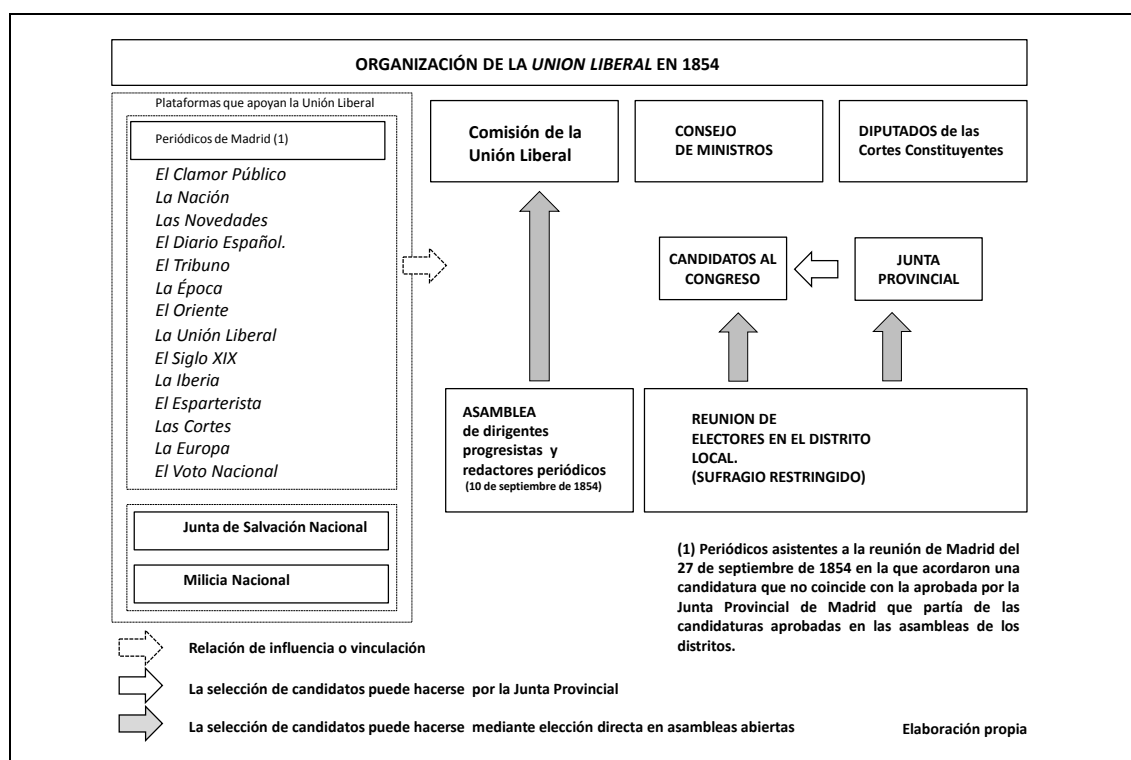 ORGANIZACIÓN DE LA UNION LIBERAL EN 1854
Plataformas que apoyan la Unión Liberal
Periódicos de Madrid (1)
El Clamor Público
La Nación
Las Novedades
El Diario Español.
El Tribuno
La Época
El Oriente
La Unión Liberal
El Siglo XIX
La Iberia
El Esparterista
Las Cortes
La Europa
El Voto Nacional
Junta de Salvación Nacional
Milicia Nacional
Comisión de la
Unión Liberal
CONSEJO
DE MINISTROS
DIPUTADOS de las
Cortes Constituyentes
CANDIDATOS AL
CONGRESO
JUNTA
PROVINCIAL
ASAMBLEA
de dirigentes
progresistas y
redactores periódicos
(10 de septiembre de 1854)
REUNION DE
ELECTORES EN EL DISTRITO
LOCAL.
(SUFRAGIO RESTRINGIDO)
(1) Periódicos asistentes a la reunión de Madrid del
27 de septiembre de 1854 en la que acordaron una
candidatura que no coincide con la aprobada por la
Junta Provincial de Madrid que partía de las
candidaturas aprobadas en las asambleas de los
distritos.
Relación de influencia o vinculación
La selección de candidatos puede hacerse por la Junta Provincial
La selección de candidatos puede hacerse mediante elección directa en asambleas abiertas
Elaboración propia